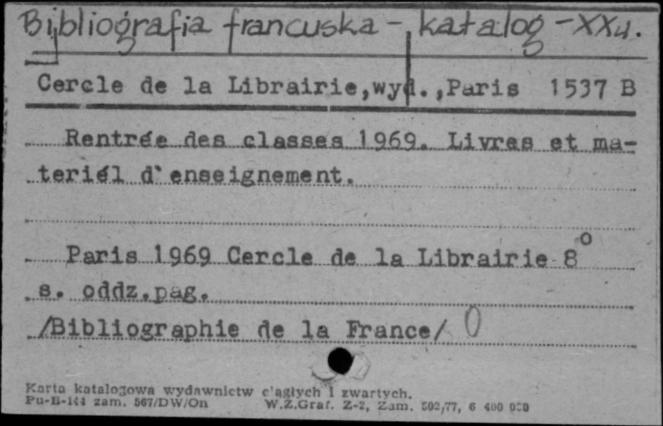 Bibliografia francuska - katalog - XXw.
Cercle de la Librairie,wyd.,Paris 1537 B
Rentrée des classes 1969. Livres et ma-
teriél d'enseignement.
Paris 1969 Cercle de la Librairie 8°
s. oddz.pag.
/Bibliographie de la France/ 0
Karta katalogowa wydawnictw ciągłych i zwartych.
Pu-B-144 zam. 567/DW/On W.Z.Graf. Z-2, Zam. 502/77, 6 400 000